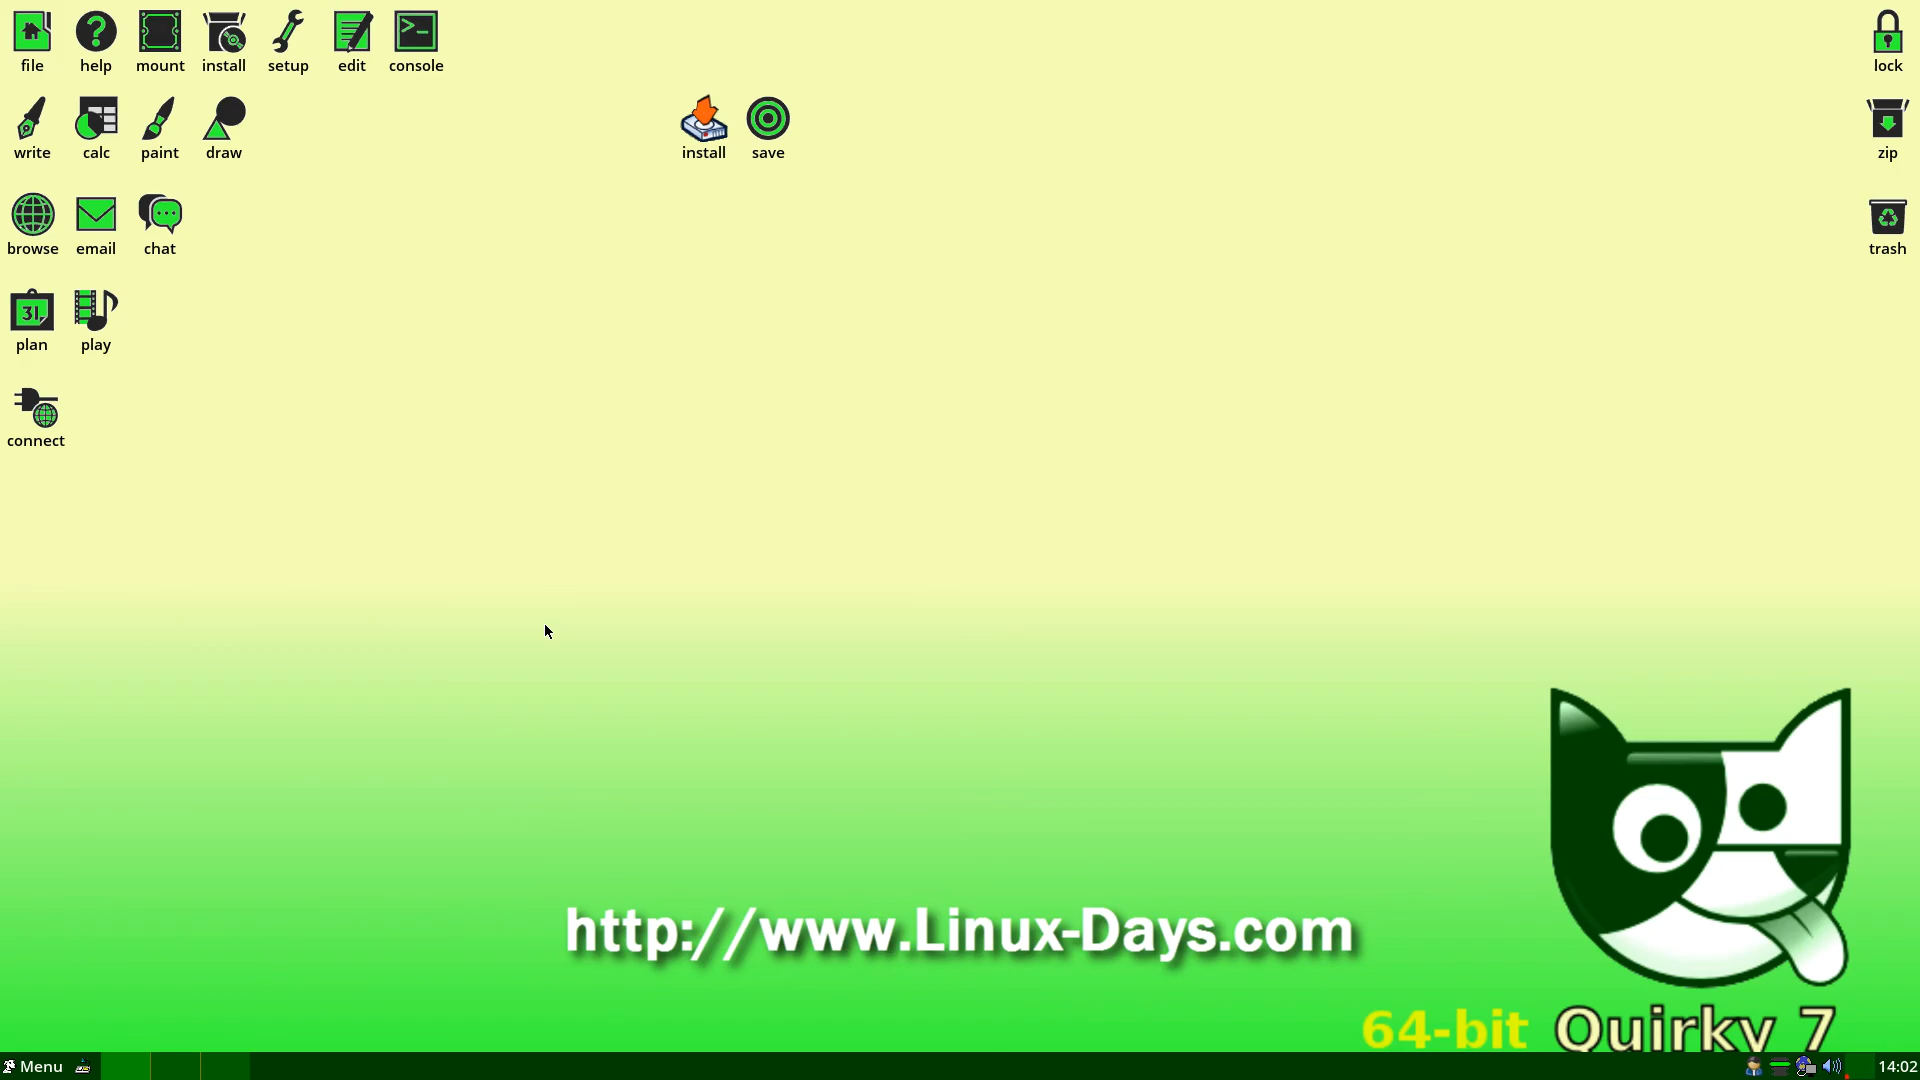 file help mount install setup edit console lock
write calc paint draw install save zip
browse email chat trash
31
plan play
connect
http://www.Linux-Days.com
64-bit Quirky 7
Menu 14:02